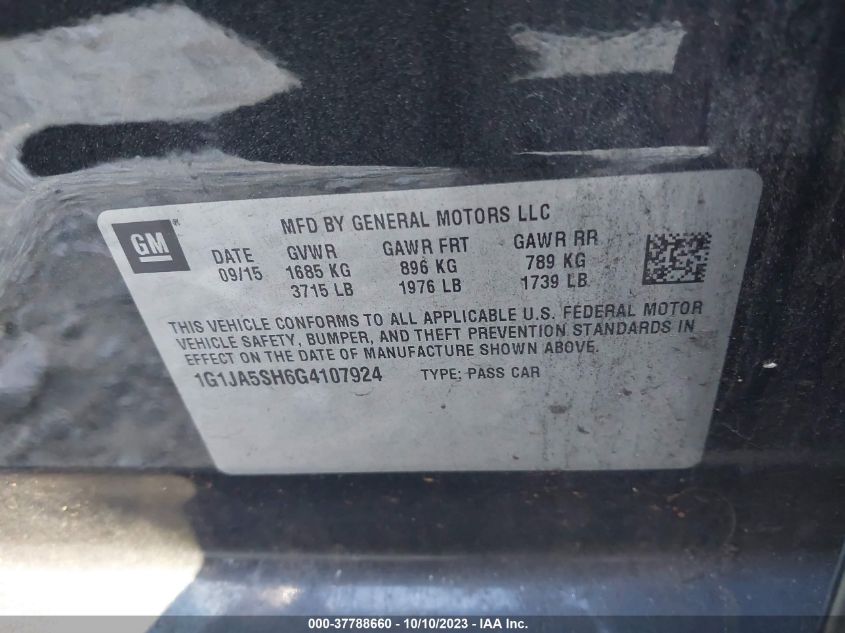 GM
MFD BY GENERAL MOTORS LLC
DATE GVWR GAWR FRT GAWR RR
09/15 1685 KG 896 KG 789 KG
3715 LB 1976 LB 1739 LB
THIS VEHICLE CONFORMS TO ALL APPLICABLE U.S. FEDERAL MOTOR
VEHICLE SAFETY, BUMPER, AND THEFT PREVENTION STANDARDS IN
EFFECT ON THE DATE OF MANUFACTURE SHOWN ABOVE.
1G1JA5SH6G4107924 TYPE: PASS CAR
000-37788660 - 10/10/2023 - © IAA, Inc.